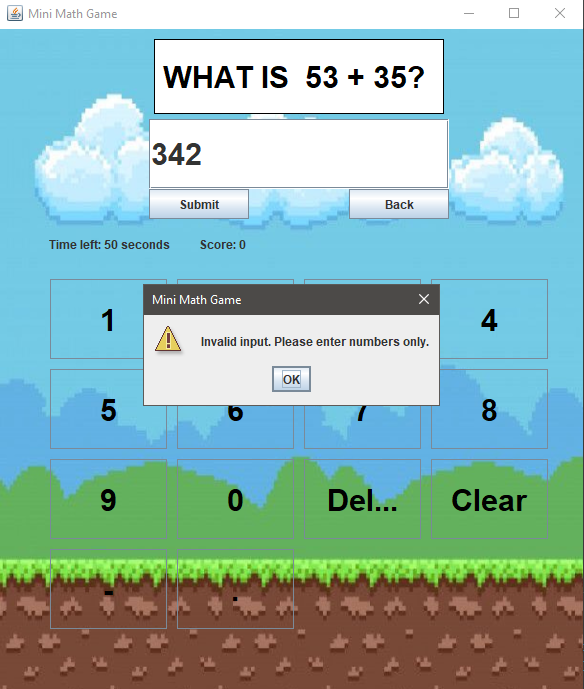 Mini Math Game
WHAT IS  53 + 35?
342
Submit
Back
Time left: 50 seconds
Score: 0
Mini Math Game
Invalid input. Please enter numbers only.
OK
1
4
5
6
7
8
9
0
Del...
Clear
-
.